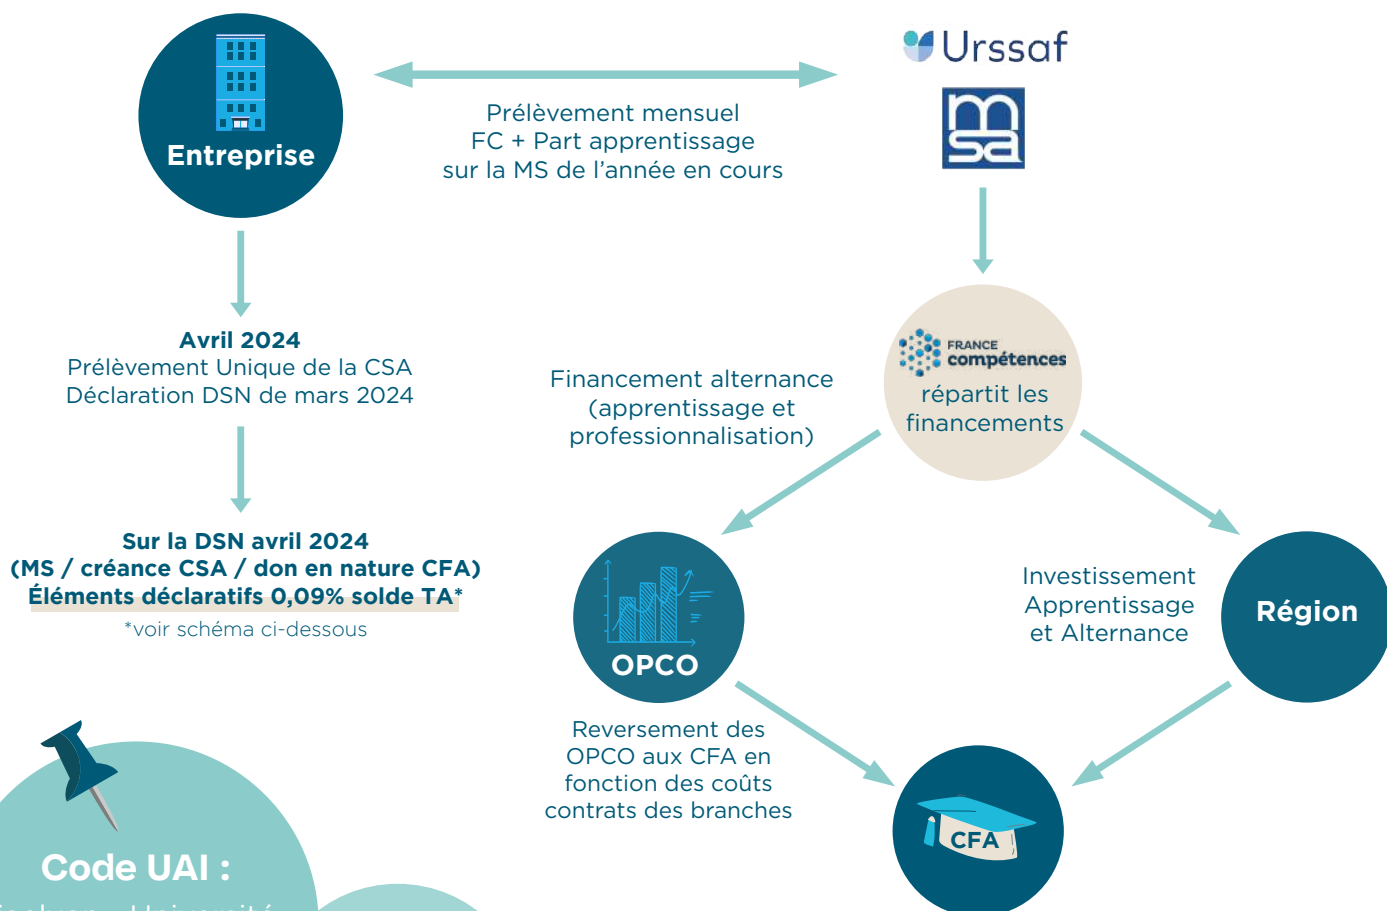 Entreprise
Prélèvement mensuel
FC + Part apprentissage
sur la MS de l'année en cours
Urssaf
msa
Avril 2024
Prélèvement Unique de la CSA
Déclaration DSN de mars 2024
Sur la DSN avril 2024
(MS / créance CSA / don en nature CFA)
Éléments déclaratifs 0,09% solde TA*
*voir schéma ci-dessous
FRANCE
compétences
répartit les
financements
Financement alternance
(apprentissage et
professionnalisation)
OPCO
Investissement
Apprentissage
et Alternance
Région
Reversement des
OPCO aux CFA en
fonction des coûts
contrats des branches
CFA
Code UAI :
Université